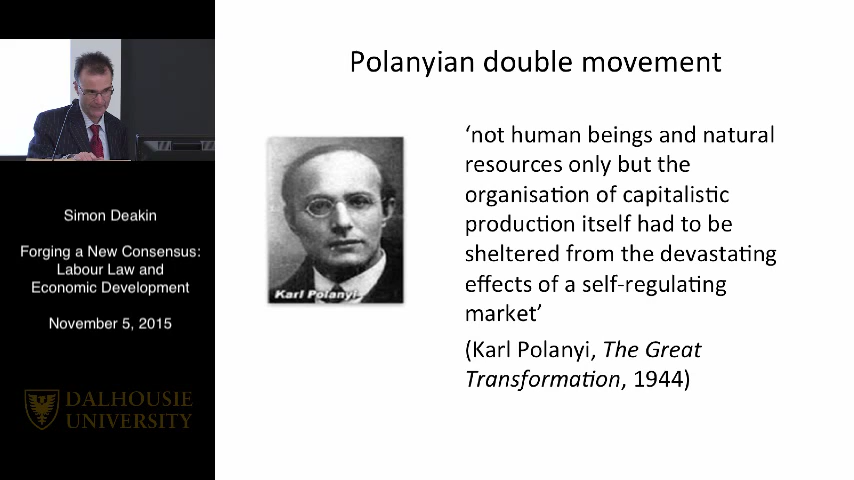 Polanyian double movement
‘not human beings and natural
resources only but the
organisation of capitalistic
production itself had to be
sheltered from the devastating
effects of a self-regulating
market’
(Karl Polanyi, The Great
Transformation, 1944)
Karl Polanyi
Simon Deakin
Forging a New Consensus:
Labour Law and
Economic Development
November 5, 2015
DALHOUSIE
UNIVERSITY